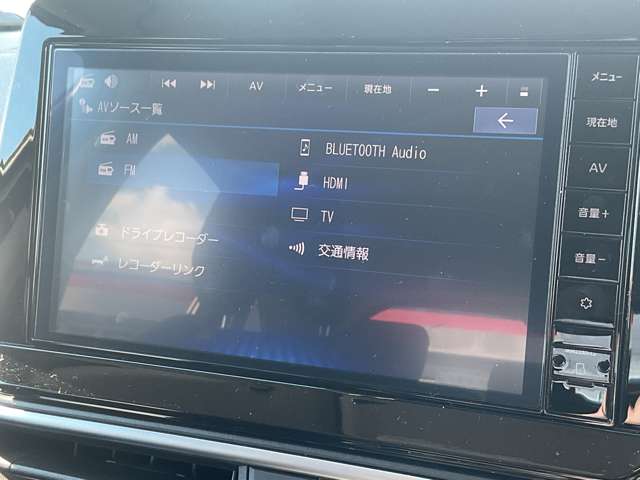 AV メニュー 現在地 − +
AVソース一覧
AM
FM
ドライブレコーダー
レコーダーリンク
BLUETOOTH Audio
HDMI
TV
交通情報
メニュー
現在地
AV
音量+
音量−